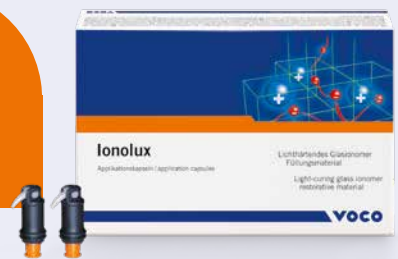 Ionolux
Applikationskapseln | application capsules
Lichthärtendes Glasionomer
Füllungsmaterial
Light-curing glass ionomer
restorative material
VOCO